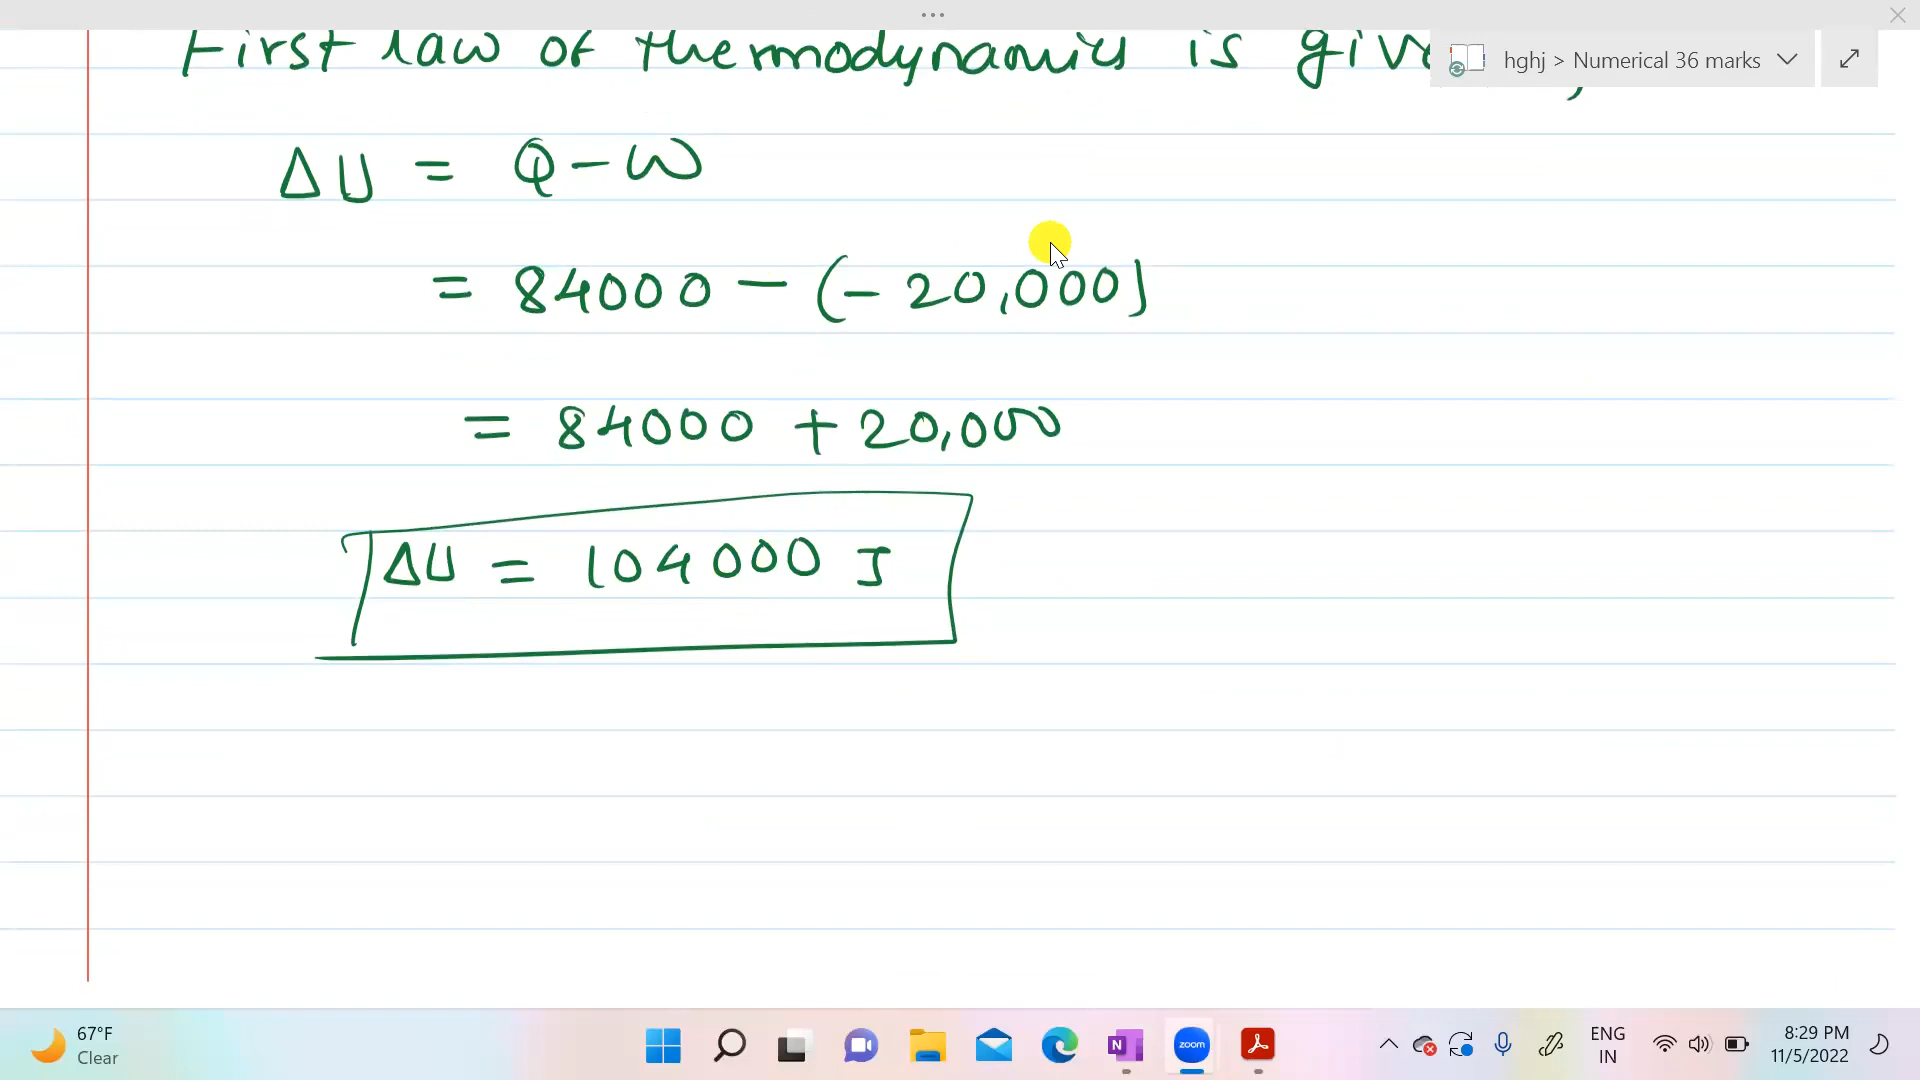 First law of thermodynamics is giv
hghj > Numerical 36 marks
ΔU = Q - W
= 84000 - (-20,000)
= 84000 + 20,000
ΔU = 104000 J
67°F
Clear
N
zoom
ENG
IN
8:29 PM
11/5/2022